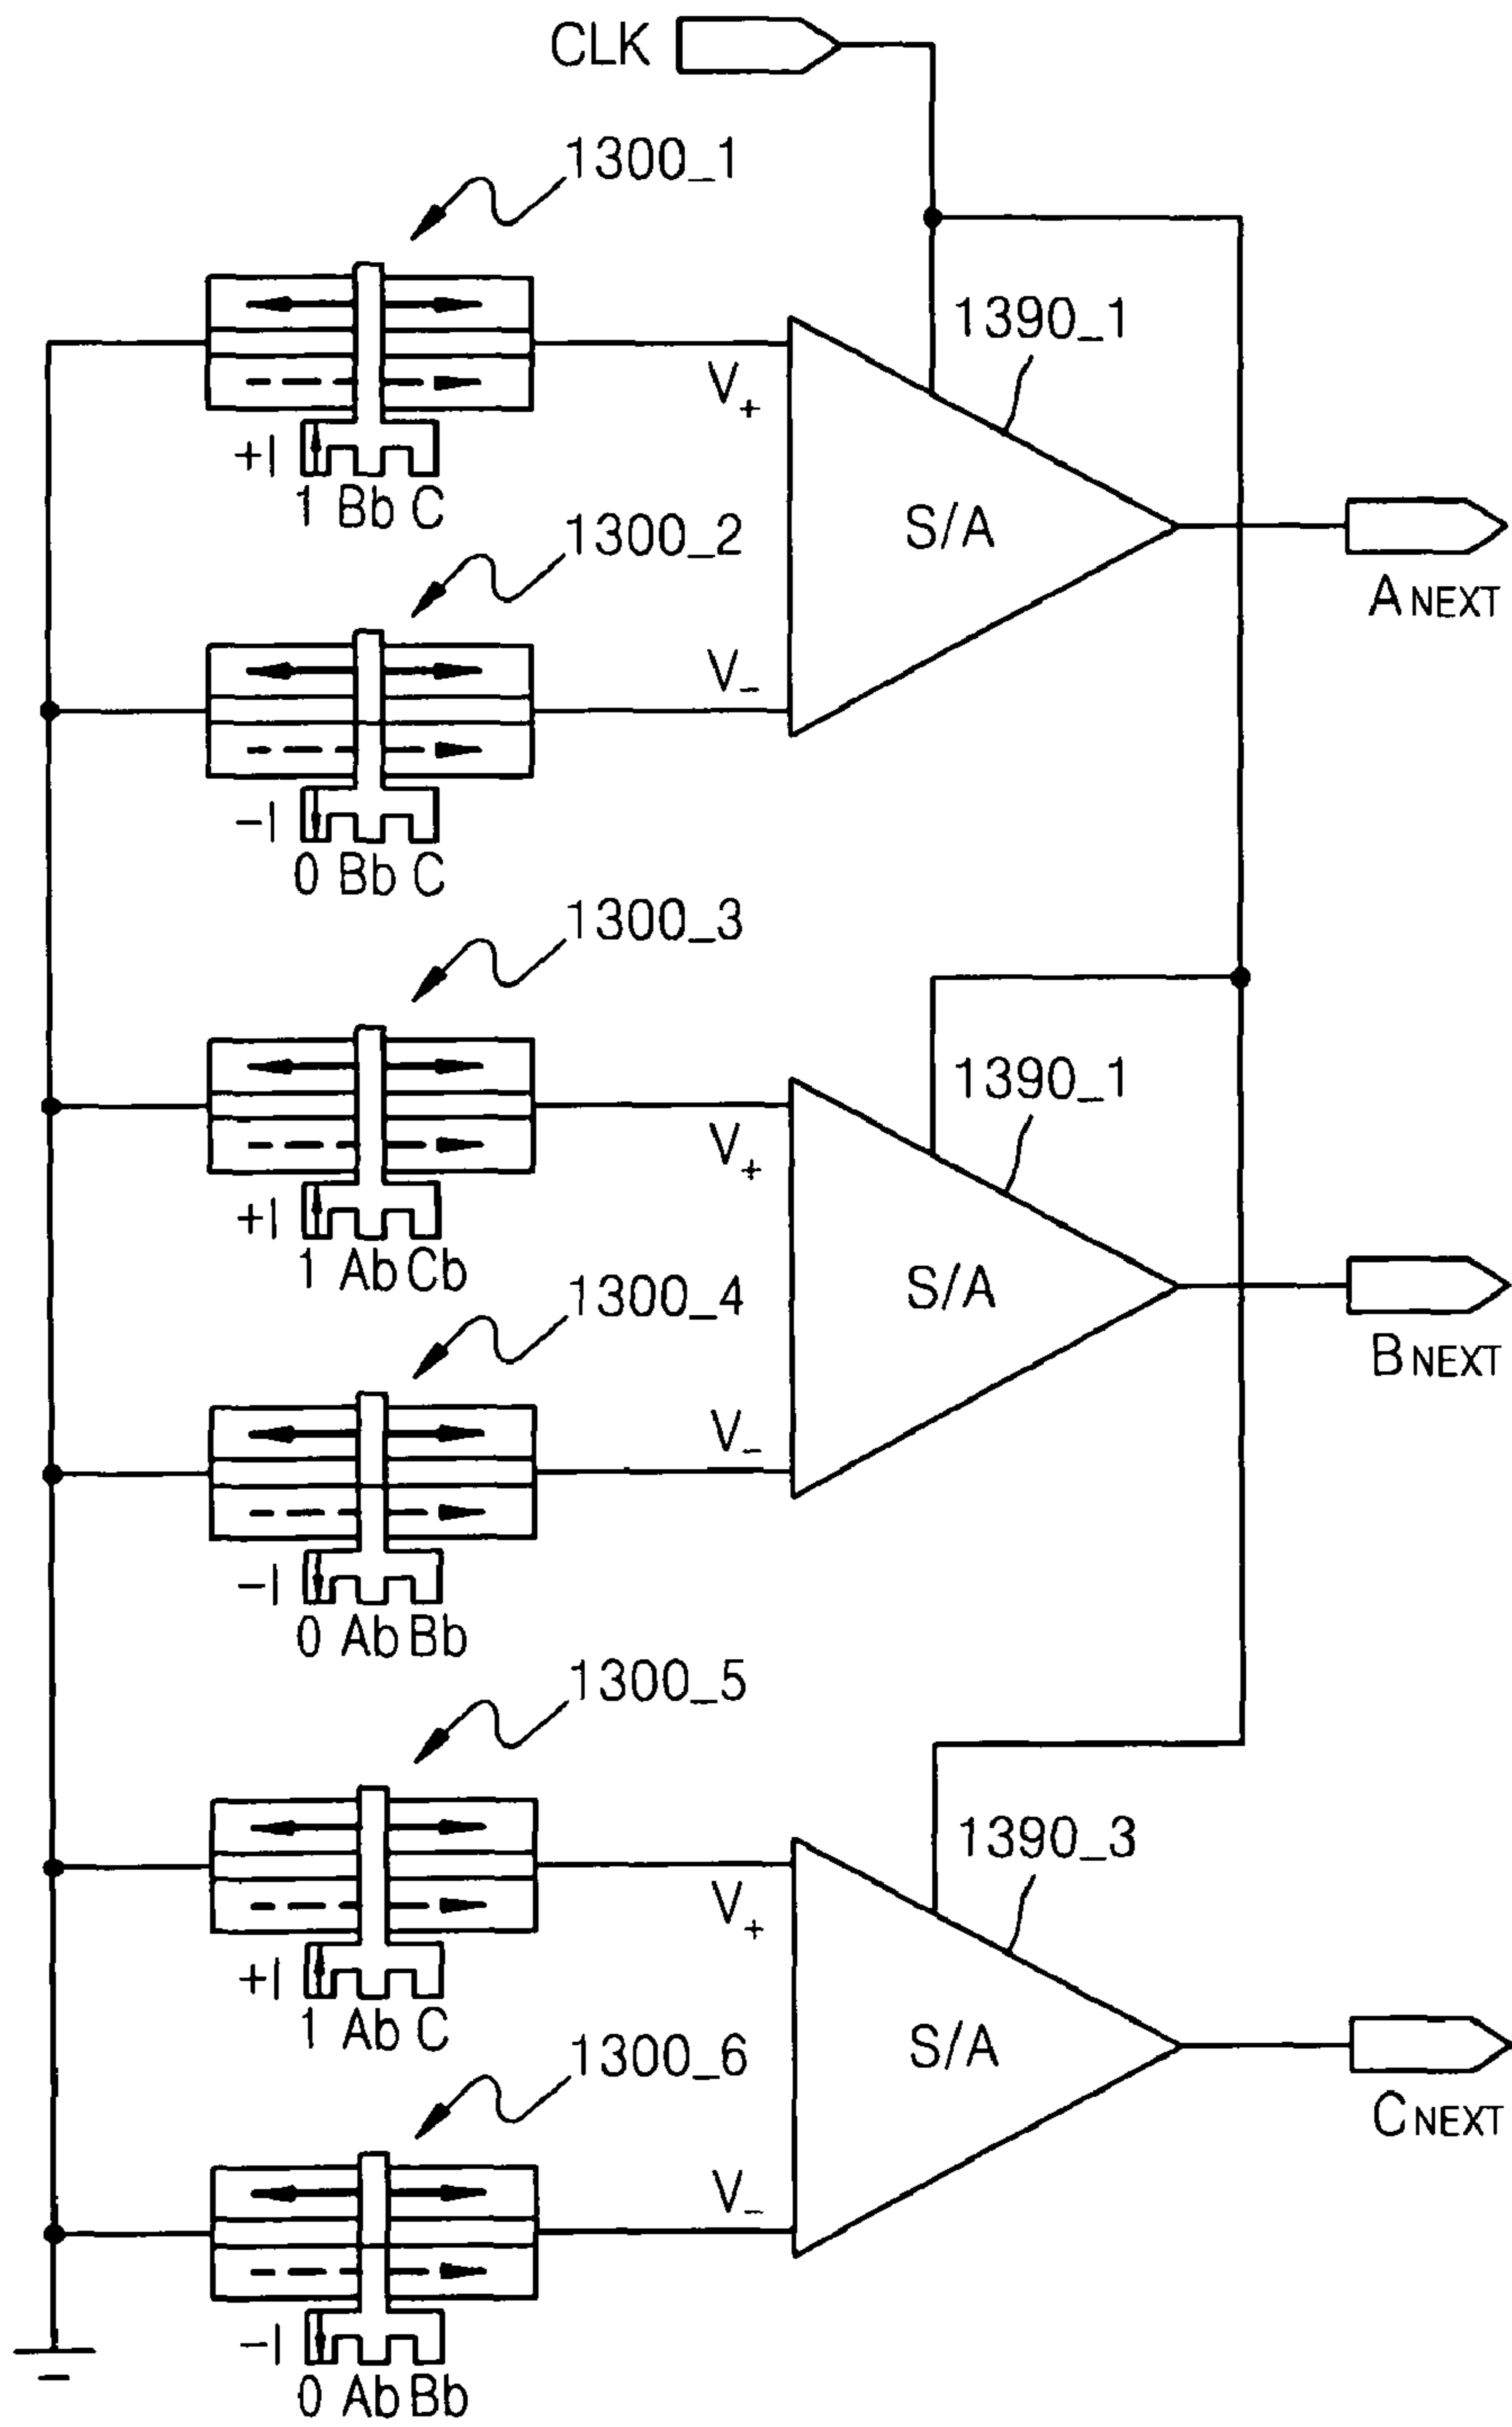 CLK
1300_1
1390_1
V+
+I
1 Bb C
S/A
1300_2
ANEXT
V-
-I
0 Bb C
1300_3
1390_1
V+
+I
1 Ab Cb
S/A
1300_4
BNEXT
V-
-I
0 Ab Bb
1300_5
1390_3
V+
+I
1 Ab C
S/A
1300_6
CNEXT
V-
-I
0 Ab Bb